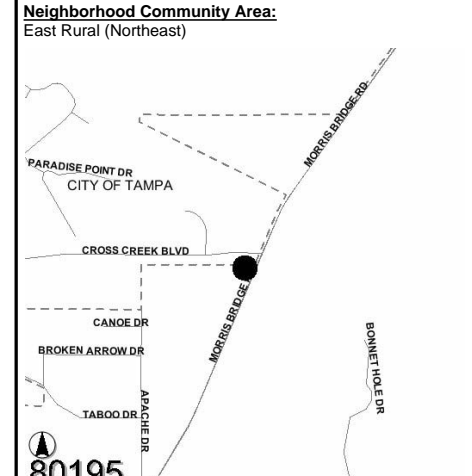 Neighborhood Community Area:
East Rural (Northeast)
MORRIS BRIDGE RD
PARADISE POINT DR
CITY OF TAMPA
CROSS CREEK BLVD
MORRIS BRIDGE
CANOE DR
BROKEN ARROW DR
BONNET HOLE DR
APACHE DR
TABOO DR
80195